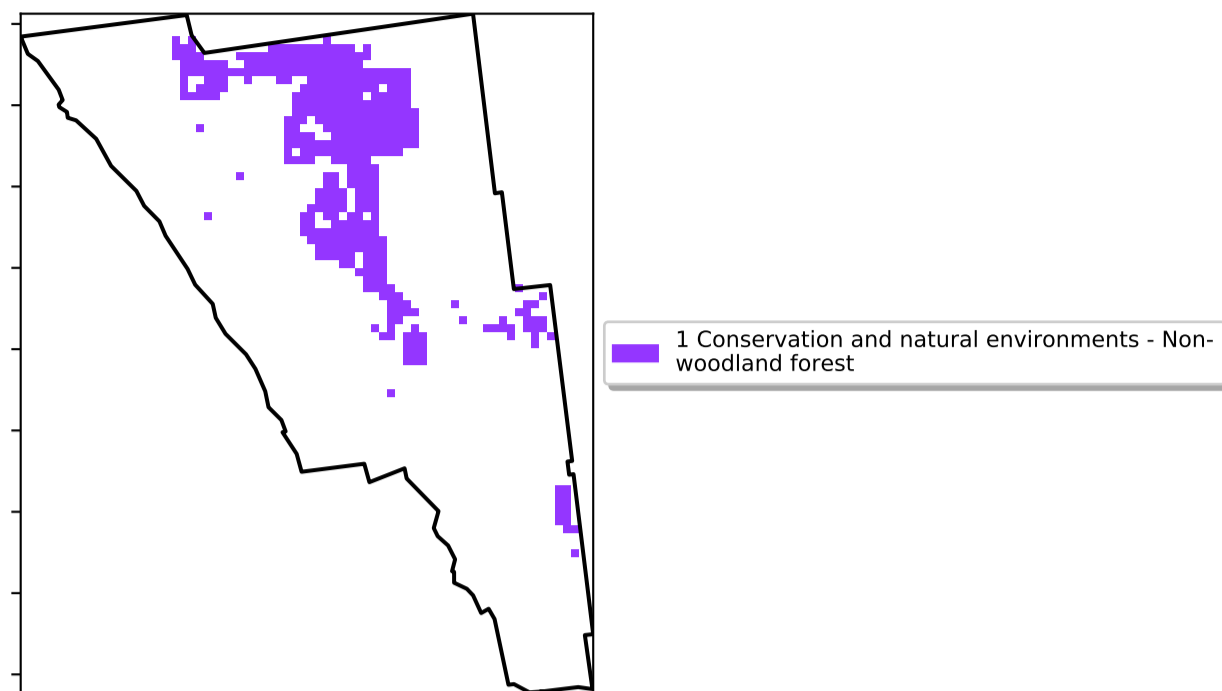 1 Conservation and natural environments - Non-
woodland forest